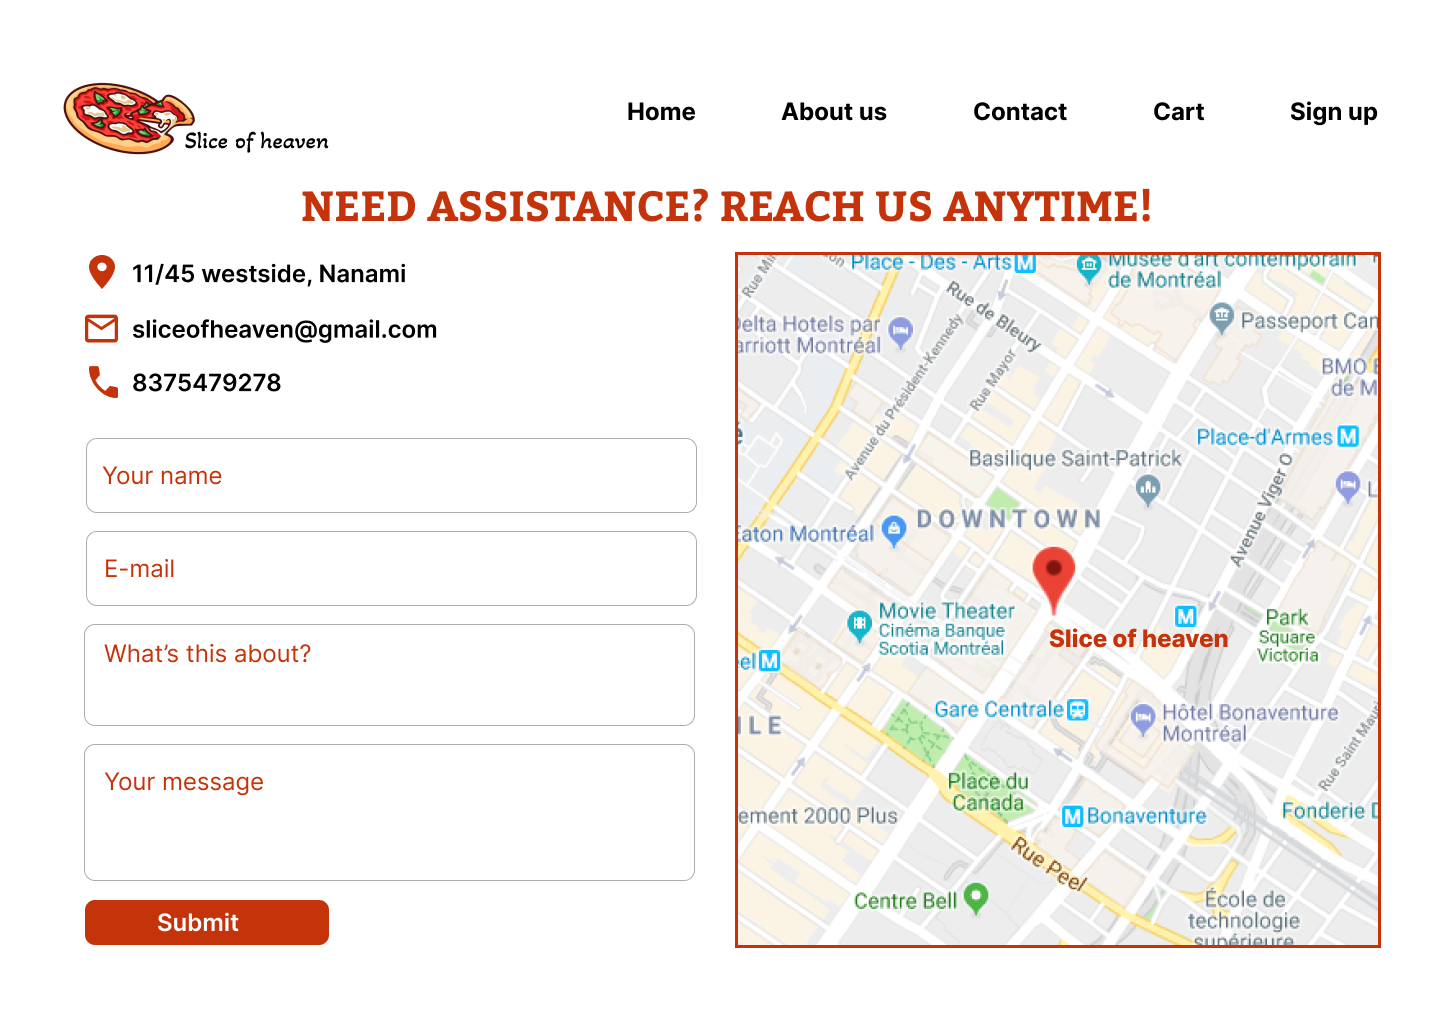 Slice of heaven
Home
About us
Contact
Cart
Sign up
NEED ASSISTANCE? REACH US ANYTIME!
11/45 westside, Nanami
sliceofheaven@gmail.com
8375479278
Your name
E-mail
What's this about?
Your message
Submit
Place - Des - Arts M
Musée d'art contemporain
de Montréal
Rue de Bleury
Passeport Can
Delta Hotels par
arriott Montréal
Avenue du Président-Kennedy
Rue Mayor
BMO
de M
Place-d'Armes M
Basilique Saint-Patrick
Avenue Viger O
DOWNTOWN
Eaton Montréal
Movie Theater
Cinéma Banque
Scotia Montréal
M
Slice of heaven
Park
Square
Victoria
el M
Gare Centrale
Hôtel Bonaventure
Montréal
ILE
Rue Saint Mauri
Place du
Canada
ement 2000 Plus
M Bonaventure
Fonderie D
Rue Peel
Centre Bell
École de
technologie
supérieure